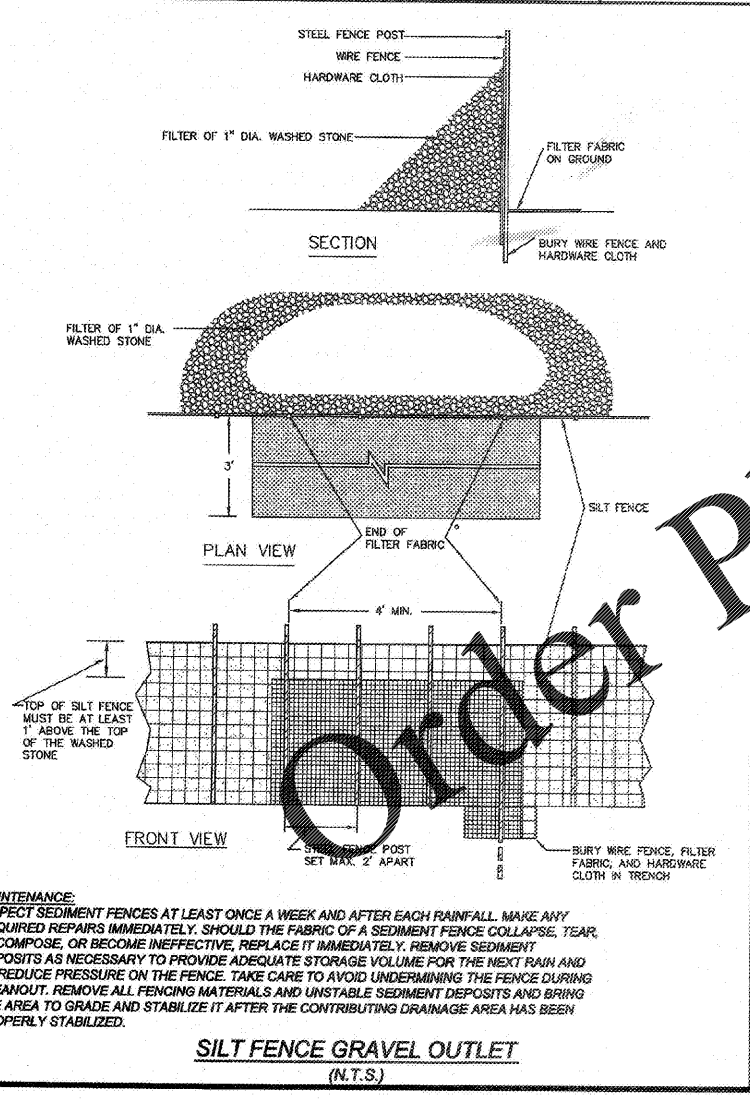 STEEL FENCE POST
WIRE FENCE
HARDWARE CLOTH
FILTER OF 1" DIA. WASHED STONE
FILTER FABRIC
ON GROUND
SECTION
BURY WIRE FENCE AND
HARDWARE CLOTH
FILTER OF 1" DIA.
WASHED STONE
3'
SILT FENCE
END OF
FILTER FABRIC
PLAN VIEW
4' MIN.
TOP OF SILT FENCE
MUST BE AT LEAST
1' ABOVE THE TOP
OF THE WASHED
STONE
Order P
FRONT VIEW
STEEL FENCE POST
SET MAX. 2' APART
BURY WIRE FENCE, FILTER
FABRIC, AND HARDWARE
CLOTH IN TRENCH
NTENANCE:
PECT SEDIMENT FENCES AT LEAST ONCE A WEEK AND AFTER EACH RAINFALL. MAKE ANY
QUIRED REPAIRS IMMEDIATELY. SHOULD THE FABRIC OF A SEDIMENT FENCE COLLAPSE, TEAR,
COMPOSE, OR BECOME INEFFECTIVE, REPLACE IT IMMEDIATELY. REMOVE SEDIMENT
POSITS AS NECESSARY TO PROVIDE ADEQUATE STORAGE VOLUME FOR THE NEXT RAIN AND
REDUCE PRESSURE ON THE FENCE. TAKE CARE TO AVOID UNDERMINING THE FENCE DURING
EANOUT. REMOVE ALL FENCING MATERIALS AND UNSTABLE SEDIMENT DEPOSITS AND BRING
E AREA TO GRADE AND STABILIZE IT AFTER THE CONTRIBUTING DRAINAGE AREA HAS BEEN
OPERLY STABILIZED.
SILT FENCE GRAVEL OUTLET
(N.T.S.)